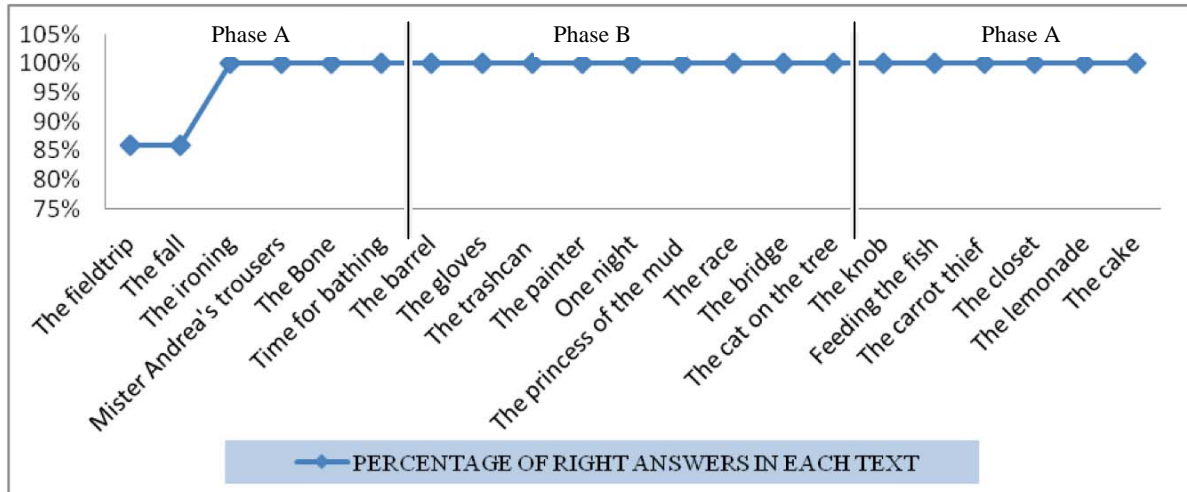 Phase A
Phase B
Phase A
105%
100%
95%
90%
85%
80%
75%
The fieldtrip
The fall
The ironing
Mister Andrea's trousers
The Bone
Time for bathing
The barrel
The gloves
The trashcan
The painter
One night
The princess of the mud
The race
The bridge
The cat on the tree
The knob
Feeding the fish
The carrot thief
The closet
The lemonade
The cake
PERCENTAGE OF RIGHT ANSWERS IN EACH TEXT